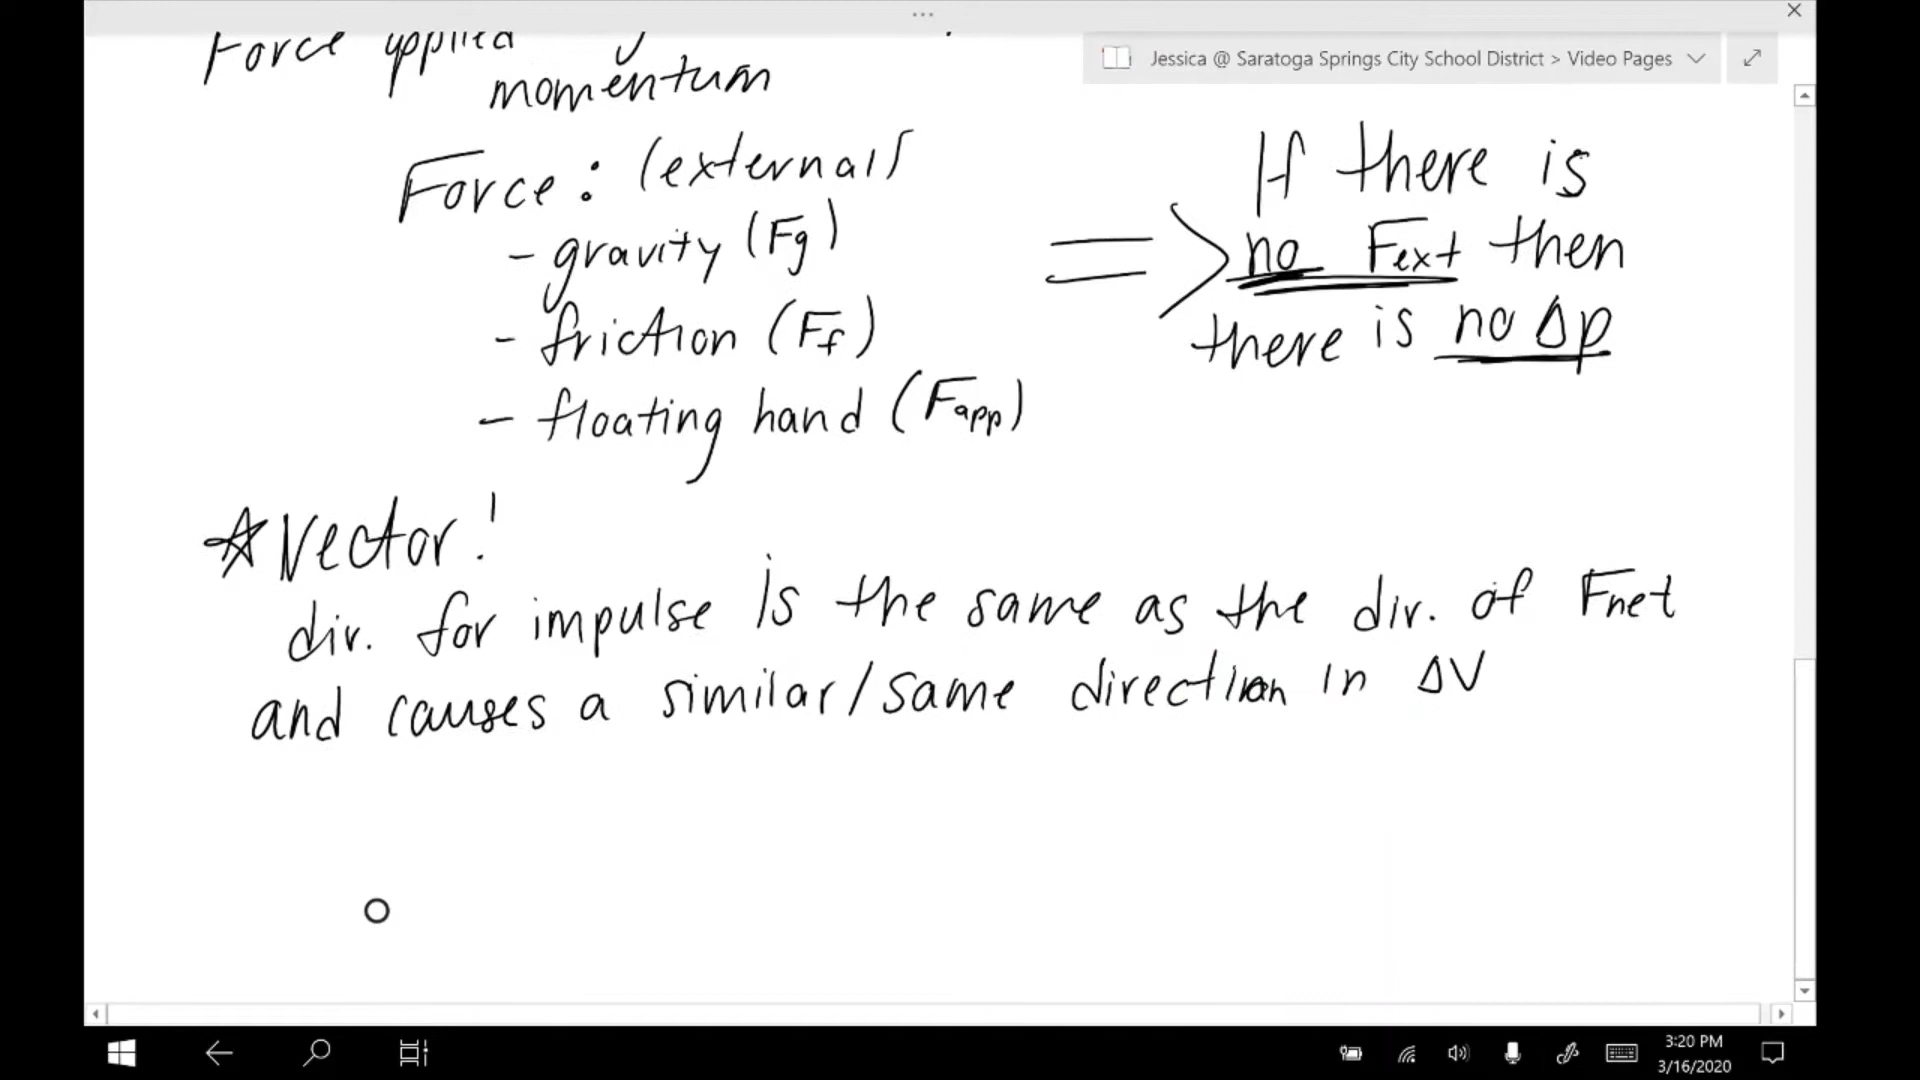 ...
Jessica @ Saratoga Springs City School District > Video Pages
Force applied
momentum
Force: (external)
- gravity (Fg)
- friction (Ff)
- floating hand (Fapp)
=> If there is
no Fext then
there is no Δp
☆ Vector!
dir. for impulse is the same as the dir. of Fnet
and causes a similar/same direction in ΔV
3:20 PM
3/16/2020